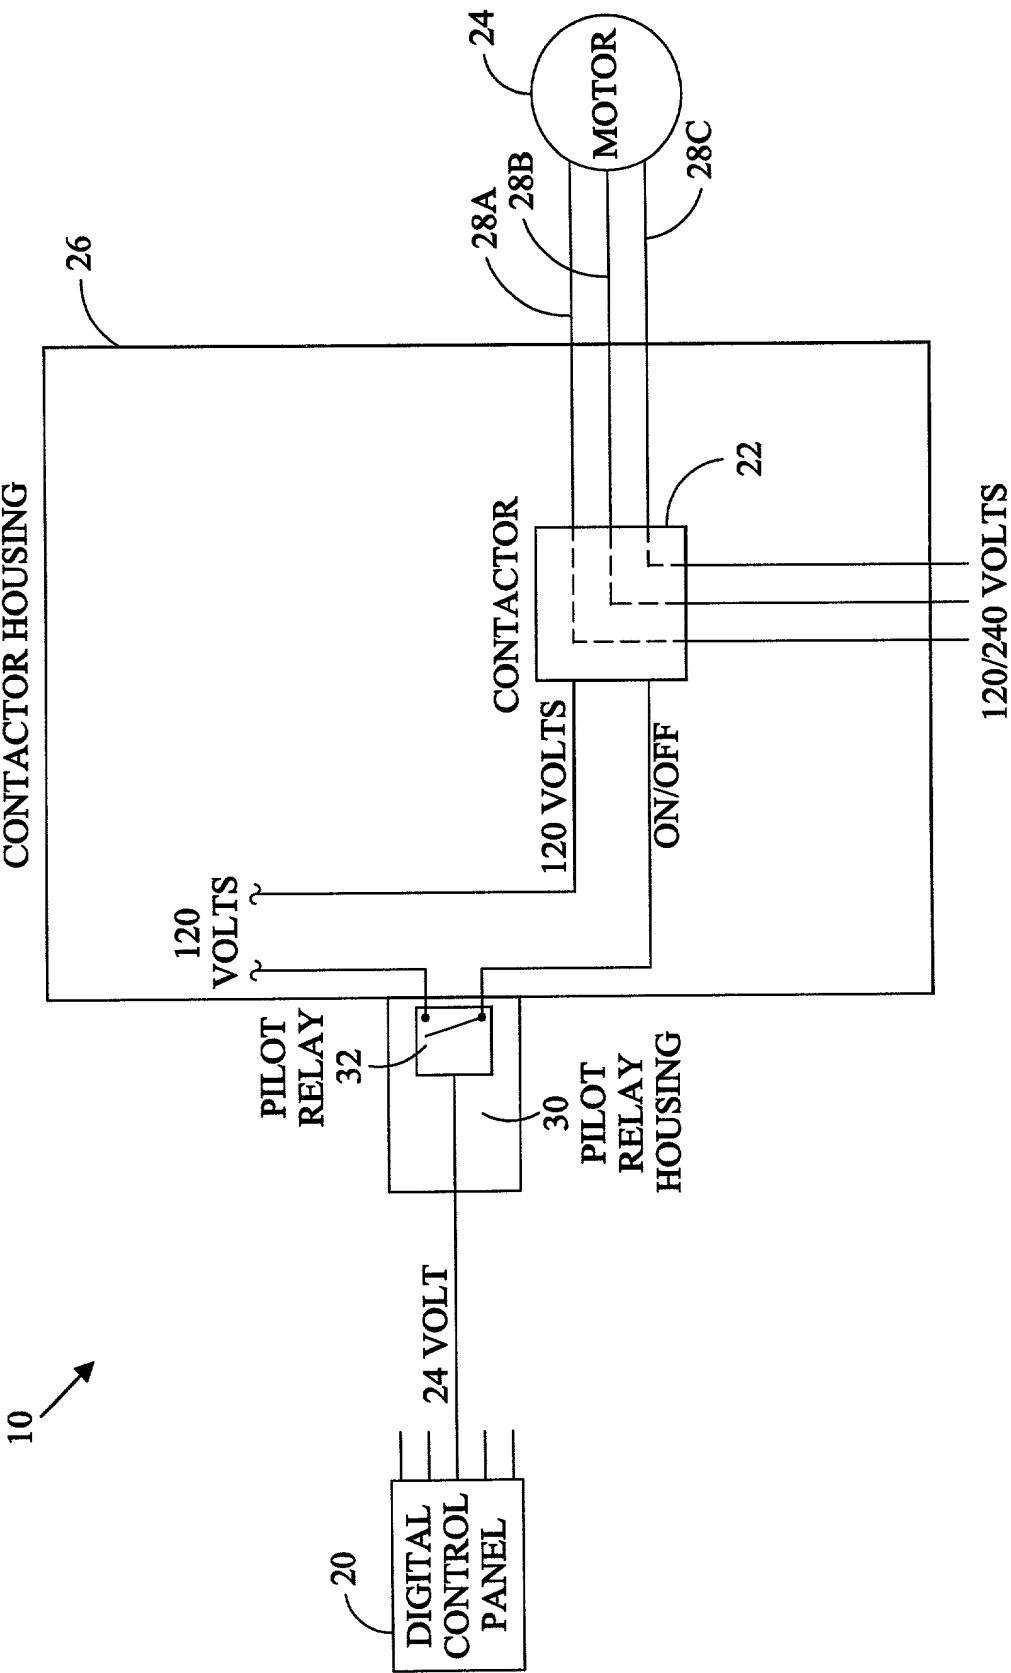 10
20
DIGITAL
CONTROL
PANEL
24 VOLT
PILOT
RELAY
32
30
PILOT
RELAY
HOUSING
CONTACTOR HOUSING
26
120
VOLTS
120 VOLTS
ON/OFF
CONTACTOR
22
120/240 VOLTS
28A
28B
28C
24
MOTOR